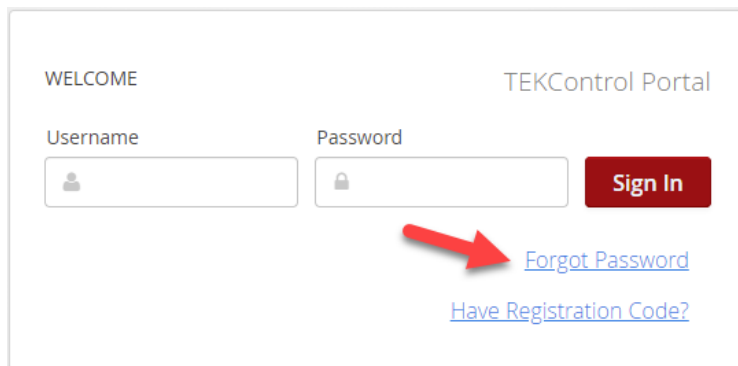 WELCOME
TEKControl Portal
Username
Password
Sign In
Forgot Password
Have Registration Code?